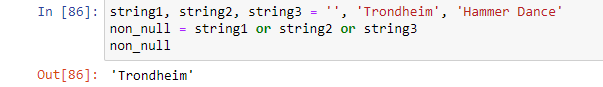 In [86]: string1, string2, string3 = '', 'Trondheim', 'Hammer Dance'
non_null = string1 or string2 or string3
non_null
Out[86]: 'Trondheim'